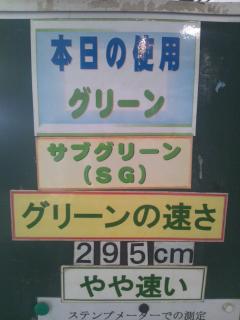 本日の使用
グリーン
サブグリーン
(SG)
グリーンの速さ
295cm
やや速い
ステンプメーターでの測定